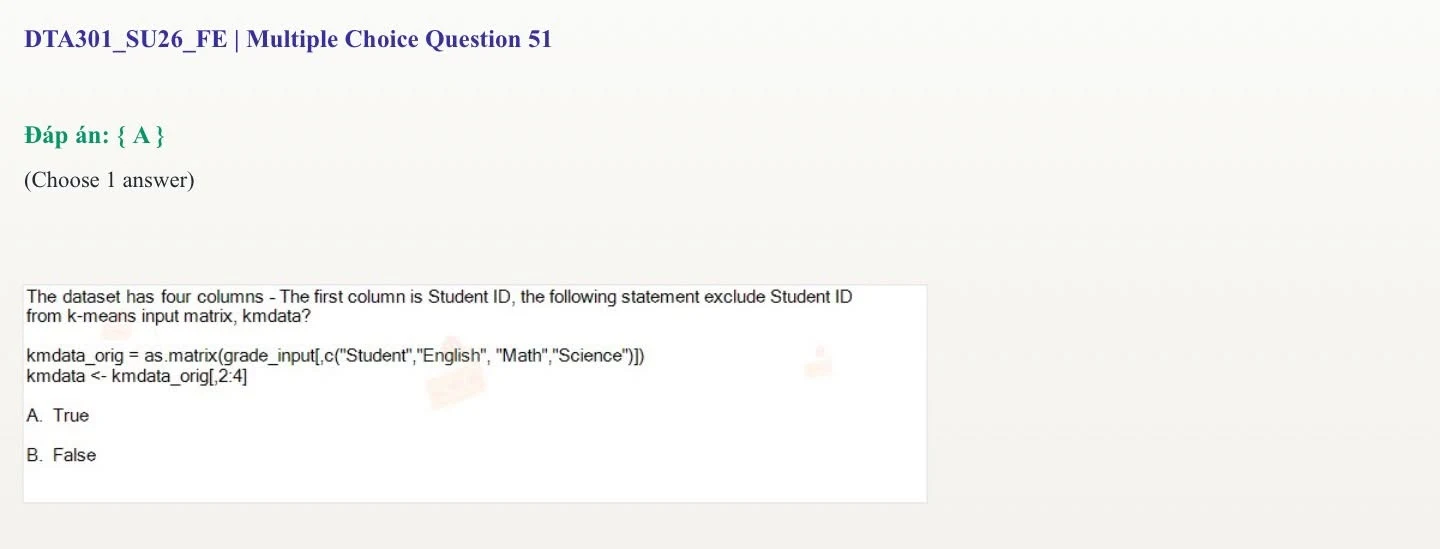 DTA301_SU26_FE | Multiple Choice Question 51
Đáp án: { A }
(Choose 1 answer)
The dataset has four columns - The first column is Student ID, the following statement exclude Student ID
from k-means input matrix, kmdata?
kmdata_orig = as.matrix(grade_input[,c("Student","English", "Math","Science")])
kmdata <- kmdata_orig[,2:4]
A. True
B. False